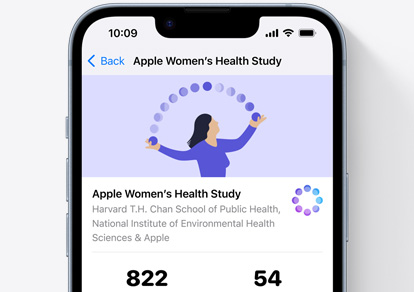 10:09
Back Apple Women's Health Study
Apple Women's Health Study
Harvard T.H. Chan School of Public Health,
National Institute of Environmental Health
Sciences & Apple
822 54